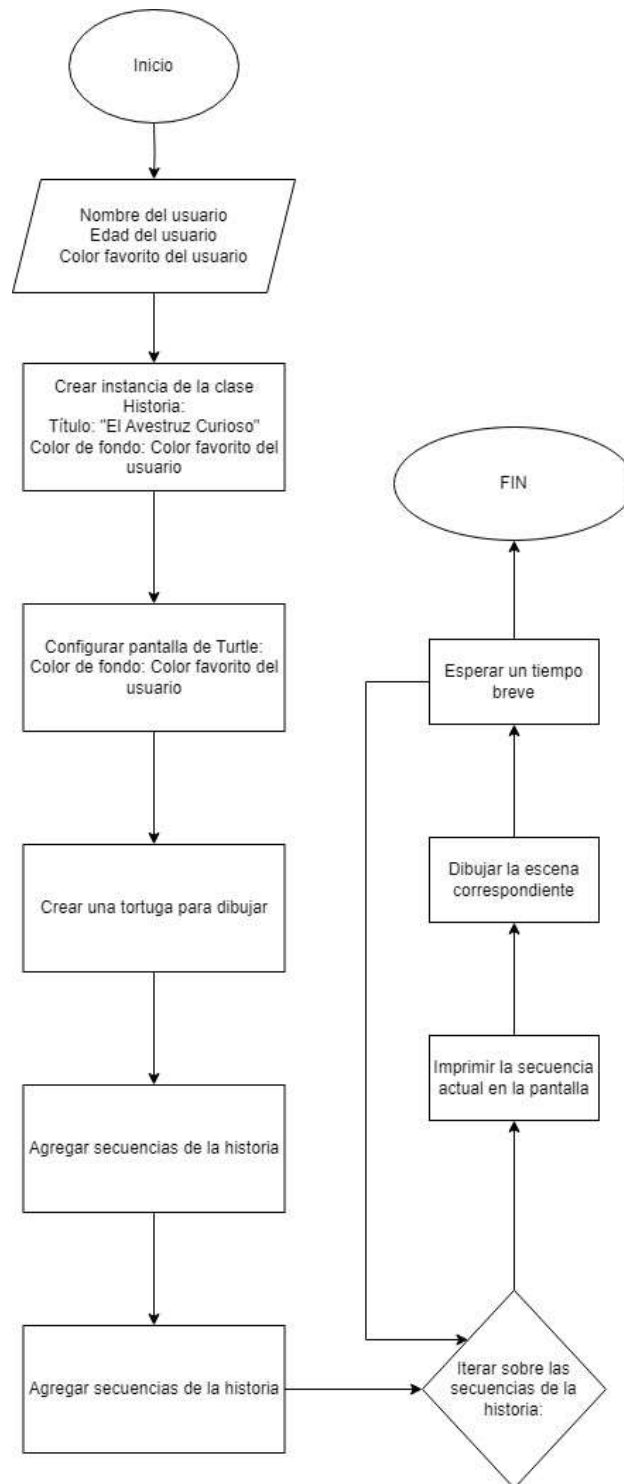 Inicio
Nombre del usuario
Edad del usuario
Color favorito del usuario
Crear instancia de la clase
Historia:
Título: "El Avestruz Curioso"
Color de fondo: Color favorito del
usuario
Configurar pantalla de Turtle:
Color de fondo: Color favorito del
usuario
Crear una tortuga para dibujar
Agregar secuencias de la historia
Agregar secuencias de la historia
Iterar sobre las
secuencias de la
historia:
Imprimir la secuencia
actual en la pantalla
Dibujar la escena
correspondiente
Esperar un tiempo
breve
FIN